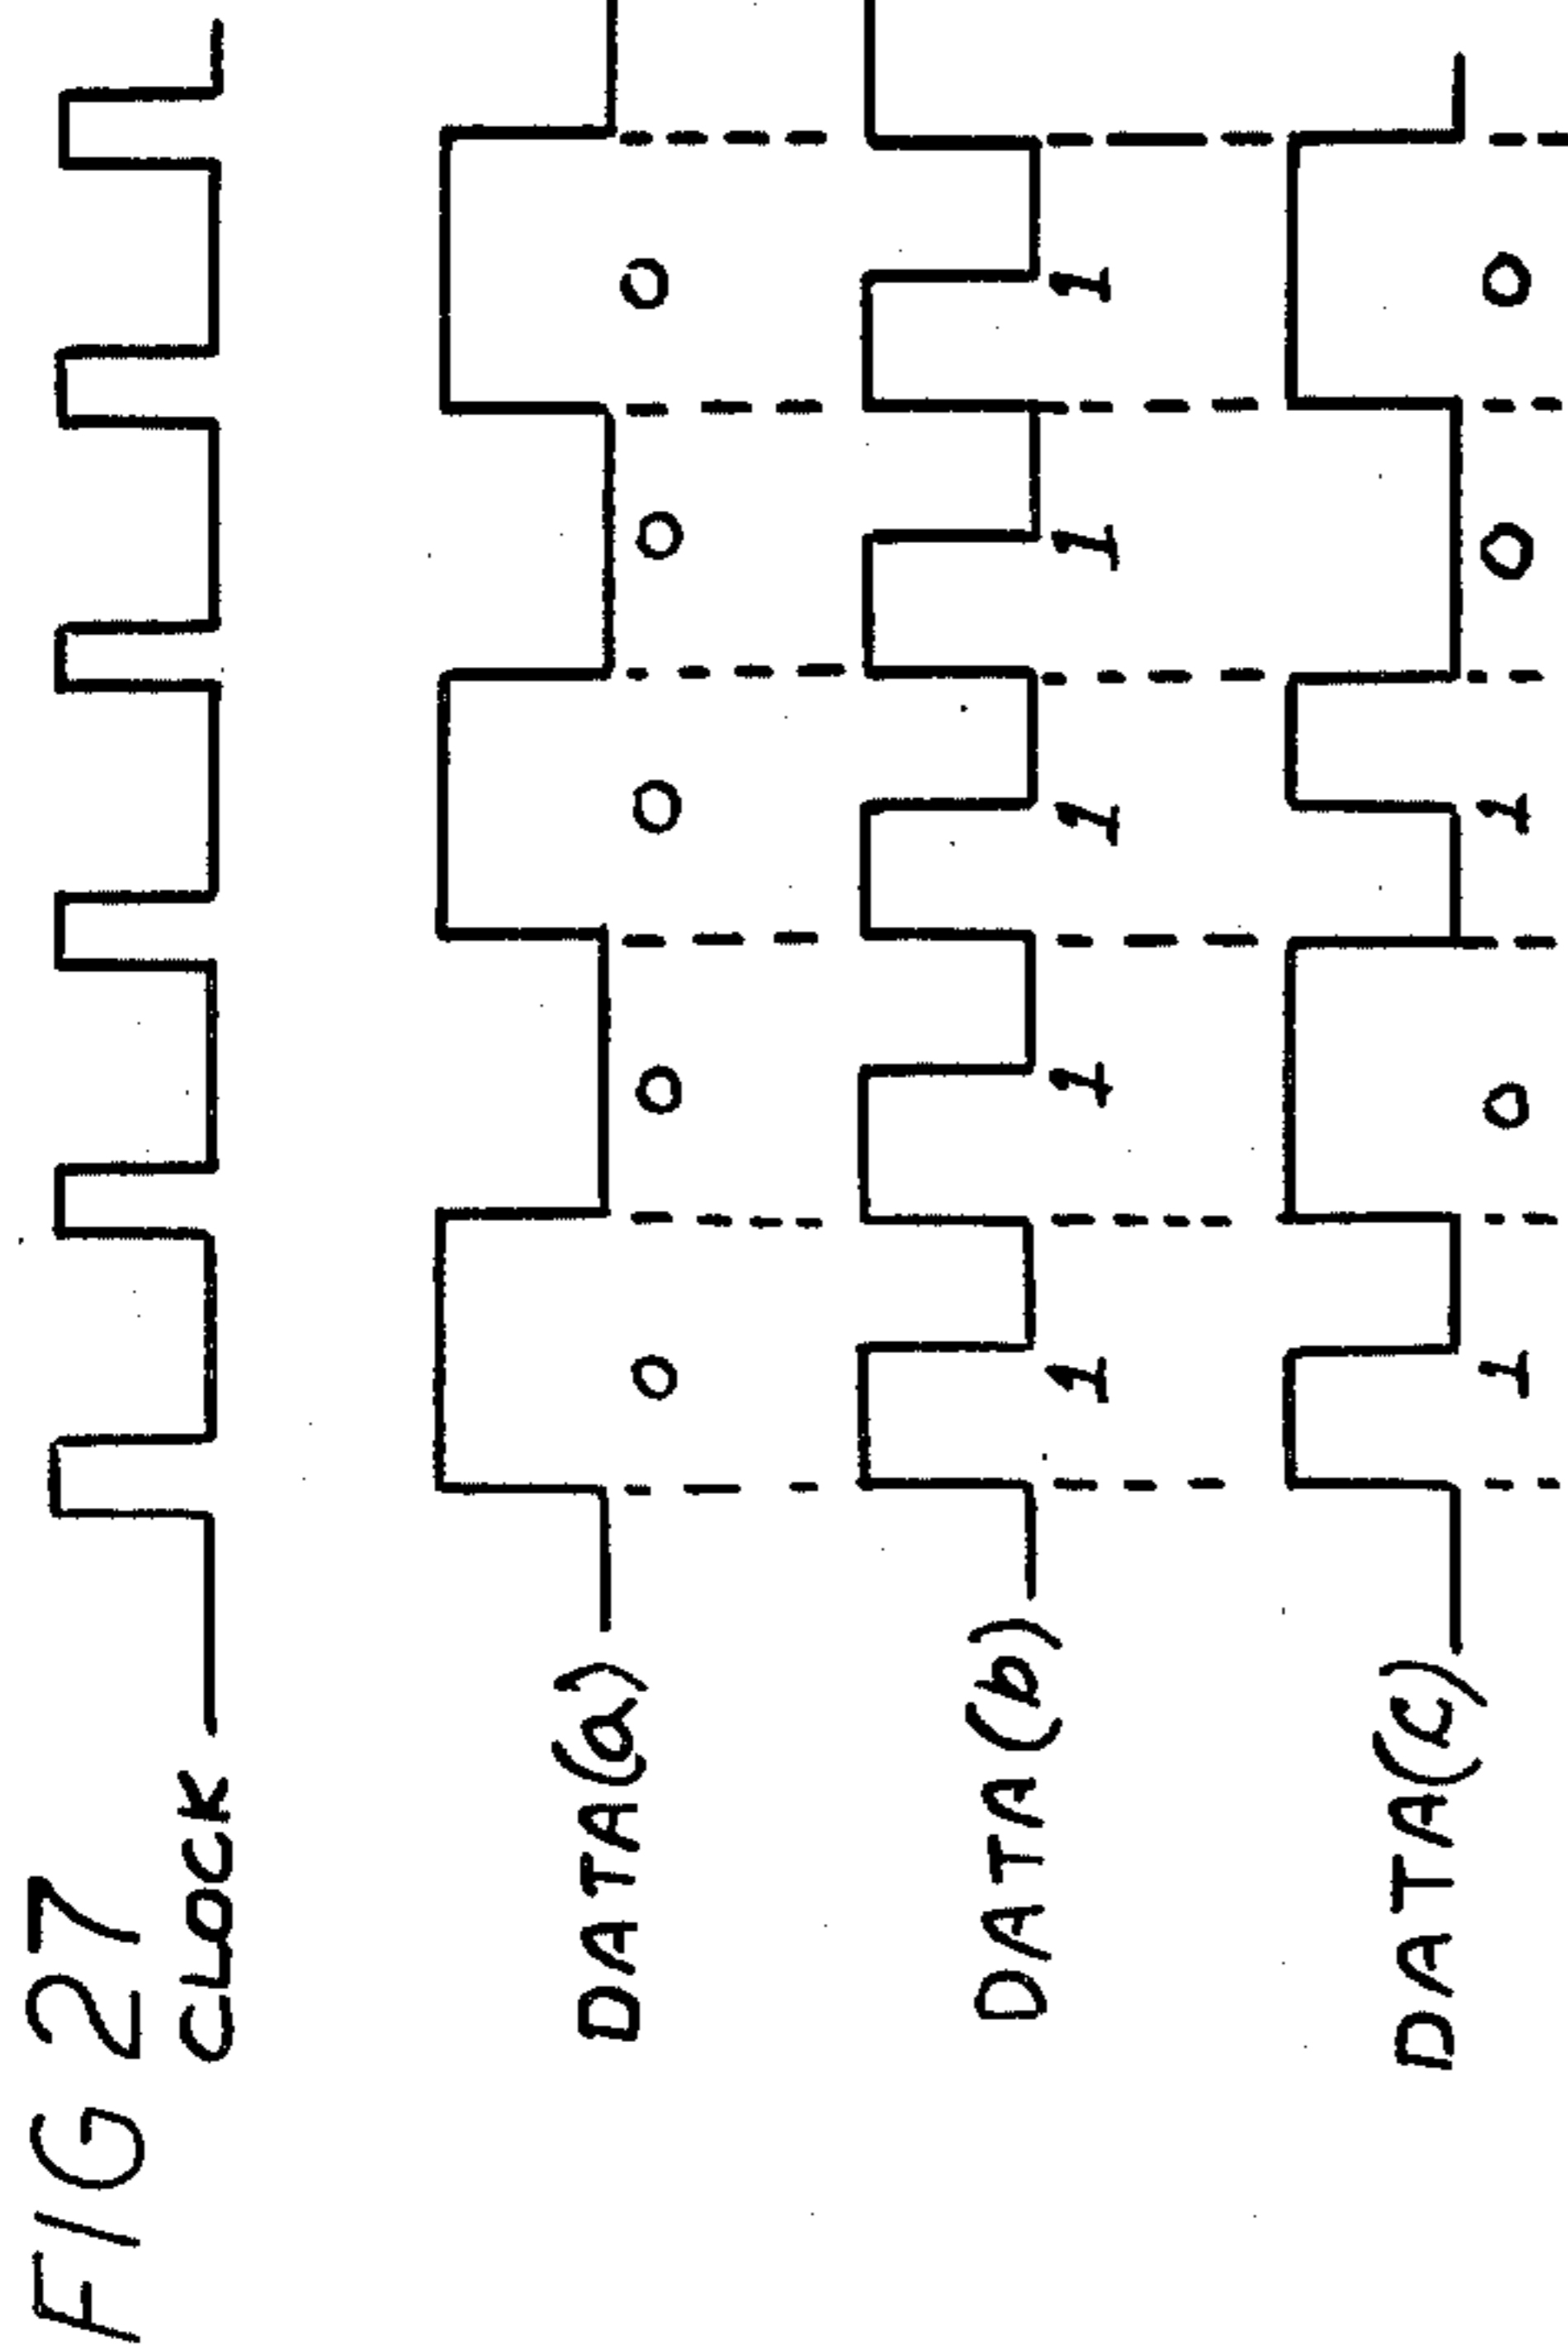 FIG 27
CLOCK
DATA(a) 0 0 0 0 0
DATA(b) 1 1 1 1 1
DATA(c) 1 0 1 0 0